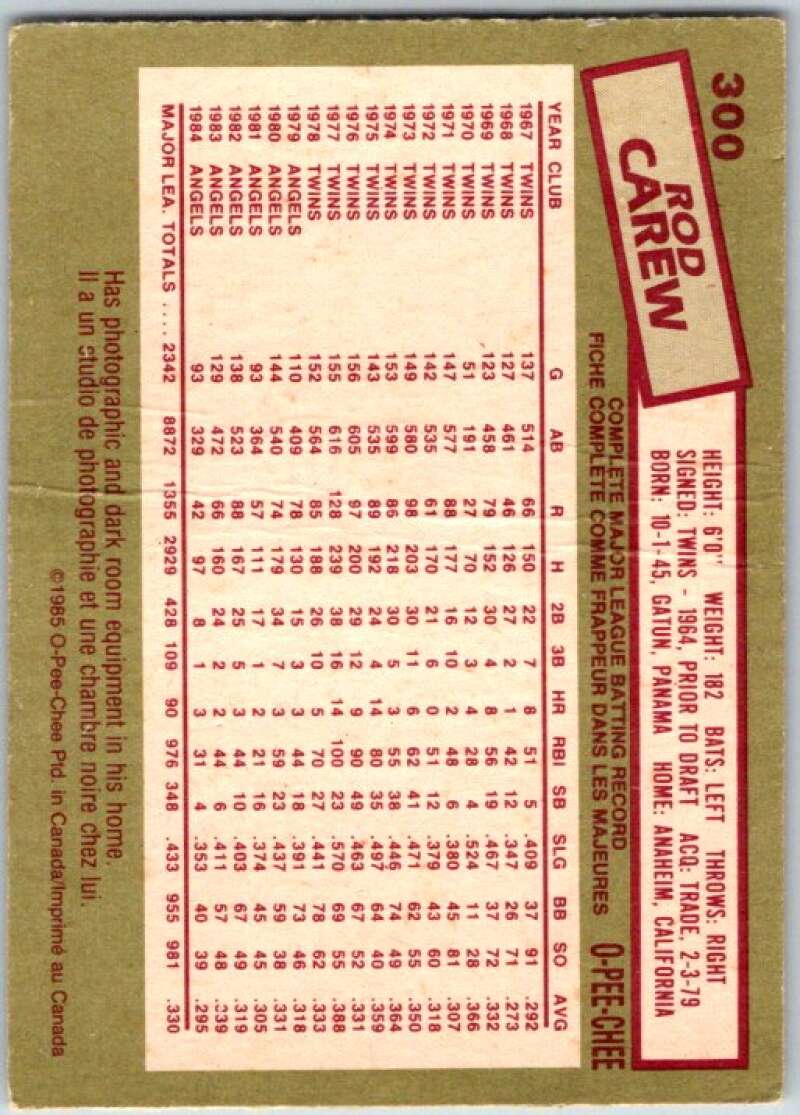 300
ROD
CAREW
HEIGHT: 6'0" WEIGHT: 182 BATS: LEFT THROWS: RIGHT
SIGNED: TWINS - 1964, PRIOR TO DRAFT ACQ: TRADE, 2-3-79
BORN: 10-1-45, GATUN, PANAMA HOME: ANAHEIM, CALIFORNIA
COMPLETE MAJOR LEAGUE BATTING RECORD
FICHE COMPLÈTE COMME FRAPPEUR DANS LES MAJEURES O-PEE-CHEE
YEAR CLUB G AB R H 2B 3B HR RBI SB SLG BB SO AVG
1967 TWINS 137 514 66 150 22 7 8 51 5 .409 37 91 .292
1968 TWINS 127 461 46 126 27 2 1 42 12 .347 26 71 .273
1969 TWINS 123 458 79 152 30 4 8 56 19 .467 37 72 .332
1970 TWINS 51 191 27 70 12 3 4 28 4 .524 11 28 .366
1971 TWINS 147 577 88 177 16 10 2 48 6 .380 45 81 .307
1972 TWINS 142 535 61 170 21 6 0 51 12 .379 43 60 .318
1973 TWINS 149 580 98 203 30 11 6 62 41 .471 62 55 .350
1974 TWINS 153 599 86 218 30 5 3 55 38 .446 74 49 .364
1975 TWINS 143 535 89 192 24 4 14 80 35 .497 64 40 .359
1976 TWINS 156 605 97 200 29 12 9 90 49 .463 67 52 .331
1977 TWINS 155 616 128 239 38 16 14 100 23 .570 69 55 .388
1978 TWINS 152 564 85 188 26 10 5 70 27 .441 78 62 .333
1979 ANGELS 110 409 78 130 15 3 3 44 18 .391 73 46 .318
1980 ANGELS 144 540 74 179 34 7 3 59 23 .437 59 38 .331
1981 ANGELS 93 364 57 111 17 1 2 21 16 .374 45 45 .305
1982 ANGELS 138 523 88 167 25 5 3 44 10 .403 67 49 .319
1983 ANGELS 129 472 66 160 24 2 2 44 6 .411 57 48 .339
1984 ANGELS 93 329 42 97 8 1 3 31 4 .353 40 39 .295
MAJOR LEA. TOTALS .... 2342 8872 1355 2929 428 109 90 976 348 .433 955 981 .330
Has photographic and dark room equipment in his home.
Il a un studio de photographie et une chambre noire chez lui.
©1985 O-Pee-Chee Ptd. in Canada/Imprimé au Canada